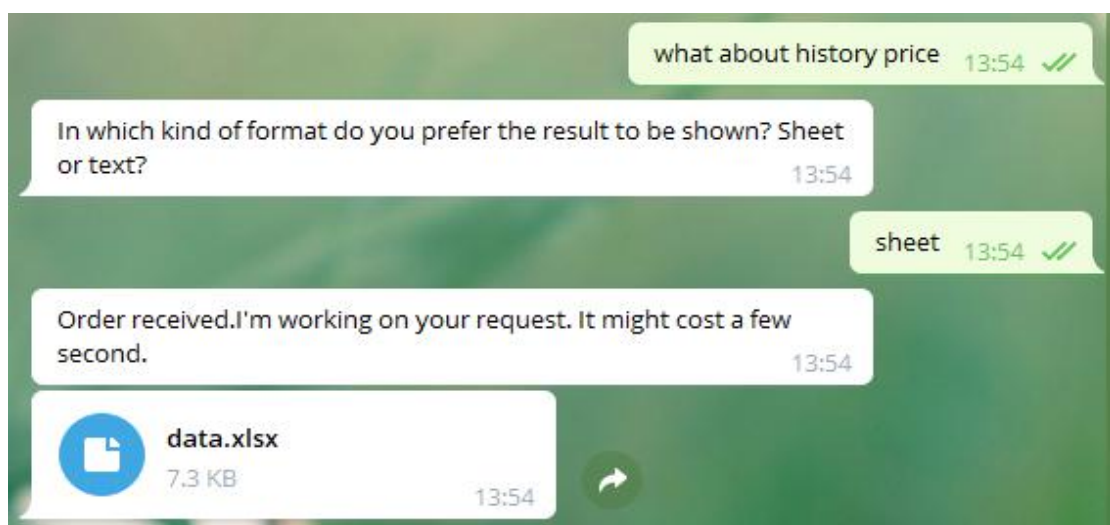 what about history price 13:54
In which kind of format do you prefer the result to be shown? Sheet
or text?
13:54
sheet 13:54
Order received.I'm working on your request. It might cost a few
second.
13:54
data.xlsx
7.3 KB
13:54